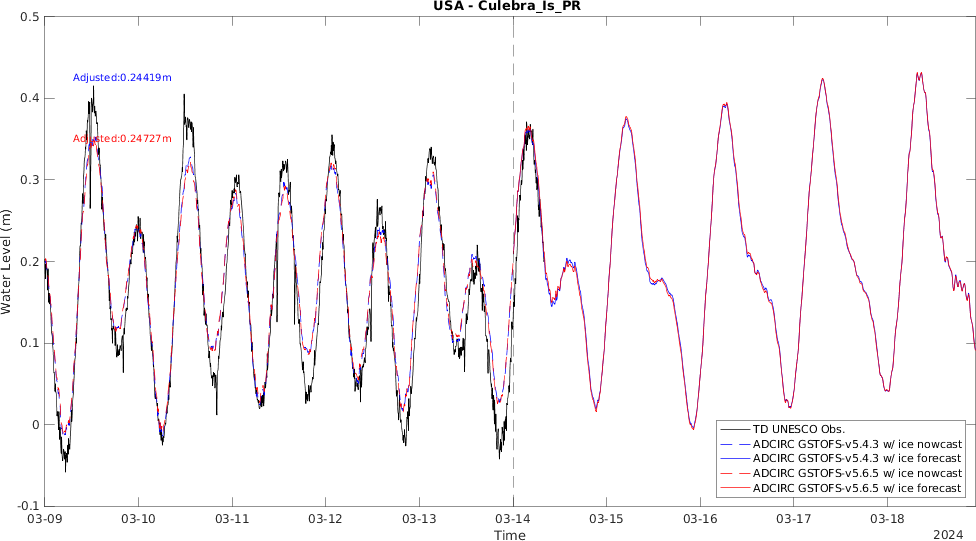 USA - Culebra_Is_PR
0.5
0.4
0.3
0.2
0.1
0
-0.1
Water Level (m)
Adjusted:0.24419m
Adjusted:0.24727m
TD UNESCO Obs.
ADCIRC GSTOFS-v5.4.3 w/ ice nowcast
ADCIRC GSTOFS-v5.4.3 w/ ice forecast
ADCIRC GSTOFS-v5.6.5 w/ ice nowcast
ADCIRC GSTOFS-v5.6.5 w/ ice forecast
03-09 03-10 03-11 03-12 03-13 03-14 03-15 03-16 03-17 03-18
Time
2024